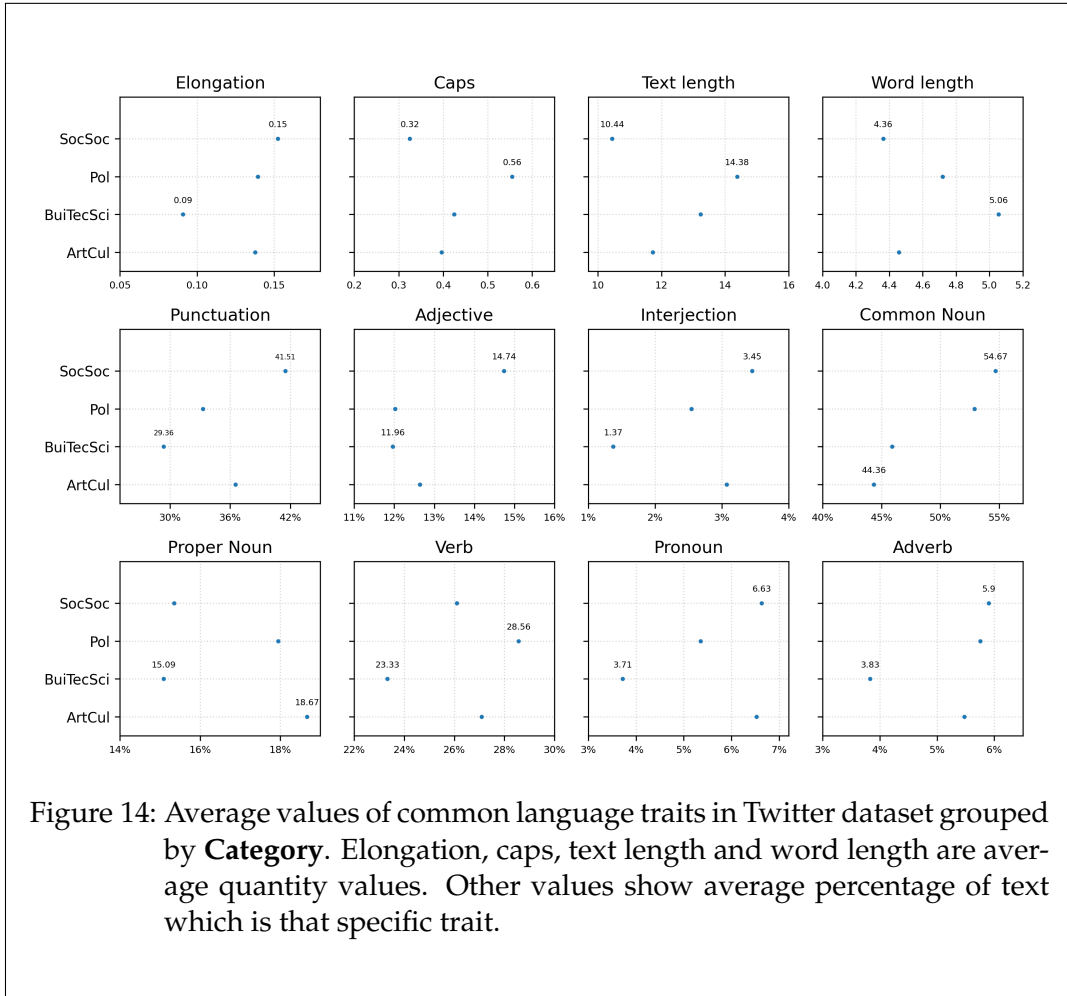 Elongation Caps Text length Word length
0.15 0.32 10.44 4.36
SocSoc
0.56 14.38
Pol
0.09 5.06
BuiTecSci
ArtCul
0.05 0.10 0.15 0.2 0.3 0.4 0.5 0.6 10 12 14 16 4.0 4.2 4.4 4.6 4.8 5.0 5.2
Punctuation Adjective Interjection Common Noun
41.51 14.74 3.45 54.67
SocSoc
Pol
29.36 11.96 1.37
BuiTecSci
44.36
ArtCul
30% 36% 42% 11% 12% 13% 14% 15% 16% 1% 2% 3% 4% 40% 45% 50% 55%
Proper Noun Verb Pronoun Adverb
6.63 5.9
SocSoc
28.56
Pol
15.09 23.33 3.71 3.83
BuiTecSci
18.67
ArtCul
14% 16% 18% 22% 24% 26% 28% 30% 3% 4% 5% 6% 7% 3% 4% 5% 6%
Figure 14: Average values of common language traits in Twitter dataset grouped
by Category. Elongation, caps, text length and word length are aver-
age quantity values. Other values show average percentage of text
which is that specific trait.